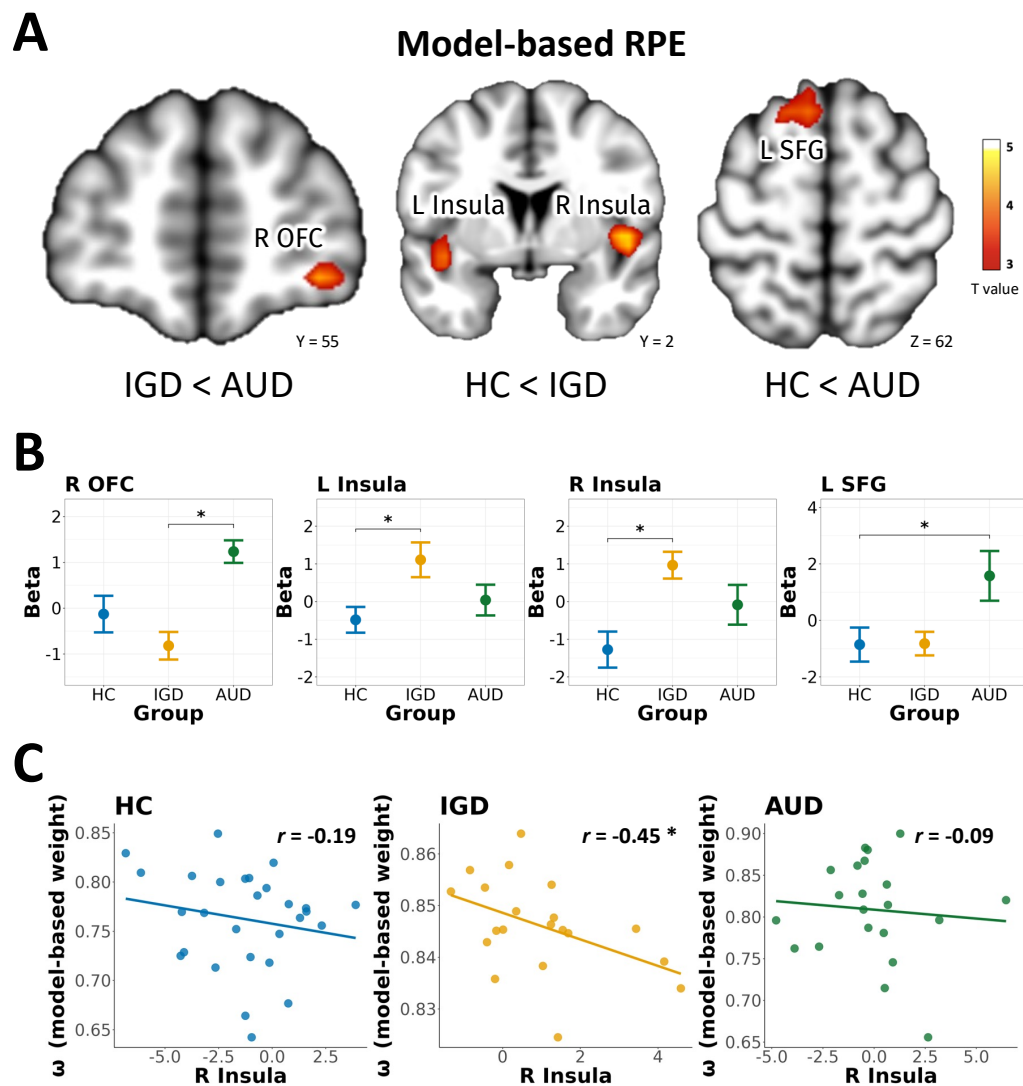 A
Model-based RPE
R OFC
Y = 55
IGD < AUD
L Insula
R Insula
Y = 2
HC < IGD
L SFG
Z = 62
HC < AUD
5
4
3
T value
B
R OFC
*
2
1
0
-1
Beta
HC IGD AUD
Group
L Insula
*
2
1
0
-1
-2
Beta
HC IGD AUD
Group
R Insula
*
2
1
0
-1
-2
Beta
HC IGD AUD
Group
L SFG
*
4
2
0
-2
Beta
HC IGD AUD
Group
C
HC
r = -0.19
0.85
0.80
0.75
0.70
0.65
ω (model-based weight)
-5.0 -2.5 0.0 2.5
R Insula
IGD
r = -0.45 *
0.86
0.85
0.84
0.83
ω (model-based weight)
0 2 4
R Insula
AUD
r = -0.09
0.90
0.85
0.80
0.75
0.70
0.65
ω (model-based weight)
-5.0 -2.5 0.0 2.5 5.0
R Insula